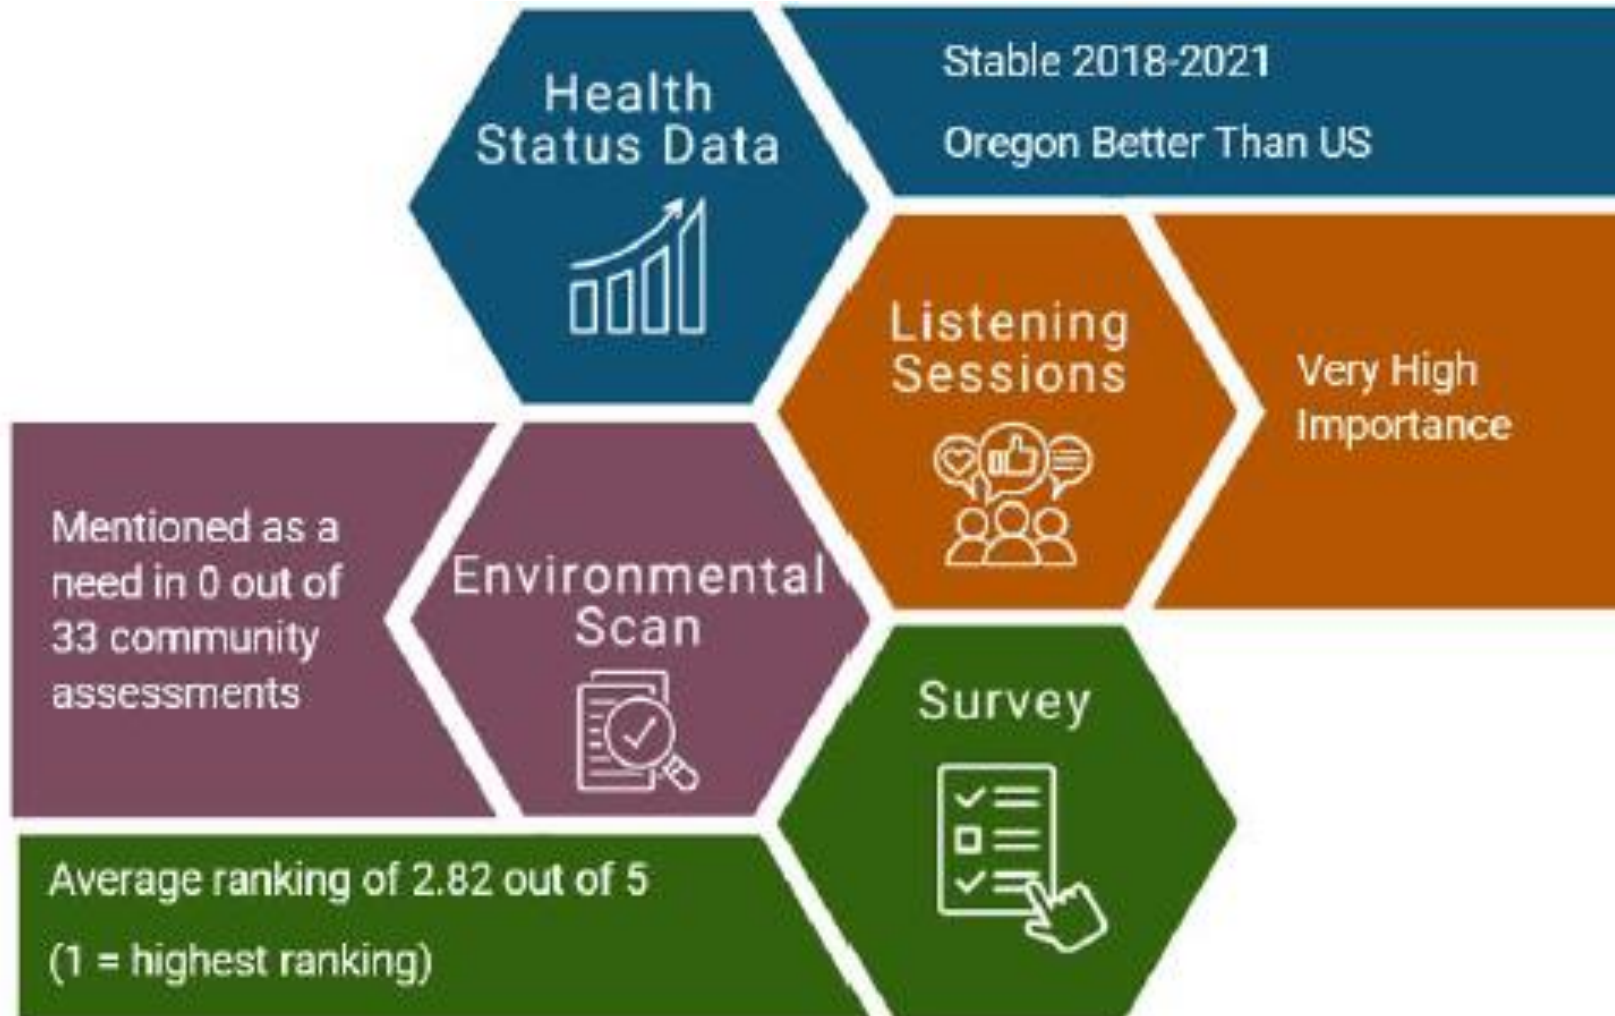 Health
Status Data
Stable 2018-2021
Oregon Better Than US
Listening
Sessions
Very High
Importance
Mentioned as a
need in 0 out of
33 community
assessments
Environmental
Scan
Survey
Average ranking of 2.82 out of 5
(1 = highest ranking)